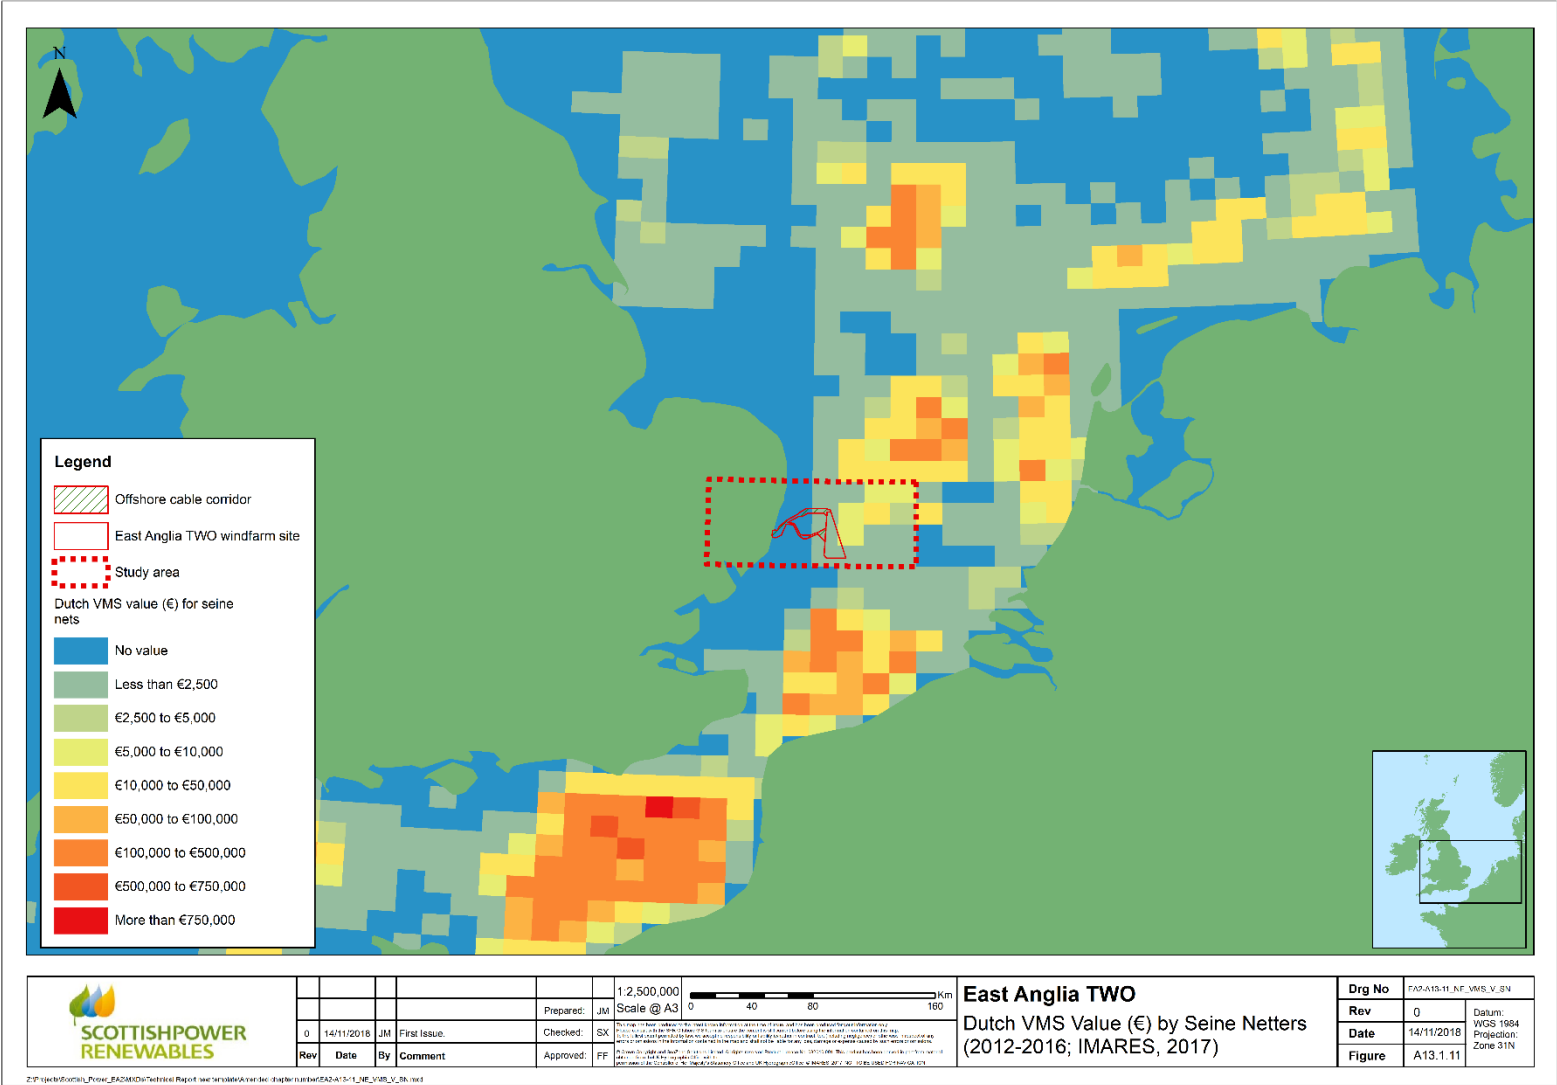 N
Legend
Offshore cable corridor
East Anglia TWO windfarm site
Study area
Dutch VMS value (€) for seine
nets
No value
Less than €2,500
€2,500 to €5,000
€5,000 to €10,000
€10,000 to €50,000
€50,000 to €100,000
€100,000 to €500,000
€500,000 to €750,000
More than €750,000
SCOTTISHPOWER
RENEWABLES
0 14/11/2018 JM First Issue.
Rev Date By Comment
Prepared: JM
Checked: SX
Approved: FF
1:2,500,000
Scale @ A3
0 40 80 160 Km
East Anglia TWO
Dutch VMS Value (€) by Seine Netters
(2012-2016; IMARES, 2017)
Drg No EA2-A13-11_NE_VMS_V_SN
Rev 0
Date 14/11/2018
Figure A13.1.11
Datum:
WGS 1984
Projection:
Zone 31N